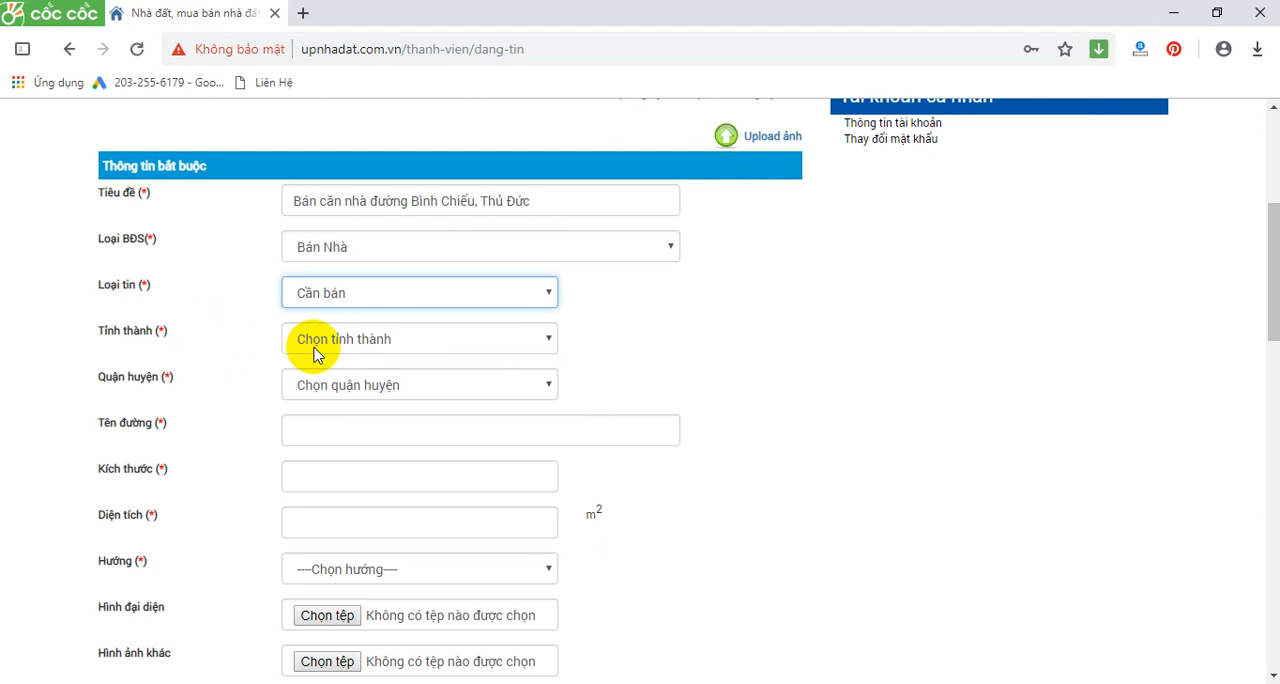 cốc cốc
Nhà đất, mua bán nhà đất
Không bảo mật
upnhadat.com.vn/thanh-vien/dang-tin
Ứng dụng
203-255-6179 - Goo...
Liên Hệ
Tài khoản cá nhân
Thông tin tài khoản
Thay đổi mật khẩu
Upload ảnh
Thông tin bắt buộc
Tiêu đề (*)
Bán căn nhà đường Bình Chiểu, Thủ Đức
Loại BĐS(*)
Bán Nhà
Loại tin (*)
Cần bán
Tỉnh thành (*)
Chọn tỉnh thành
Quận huyện (*)
Chọn quận huyện
Tên đường (*)
Kích thước (*)
Diện tích (*)
m2
Hướng (*)
----Chọn hướng----
Hình đại diện
Chọn tệp Không có tệp nào được chọn
Hình ảnh khác
Chọn tệp Không có tệp nào được chọn